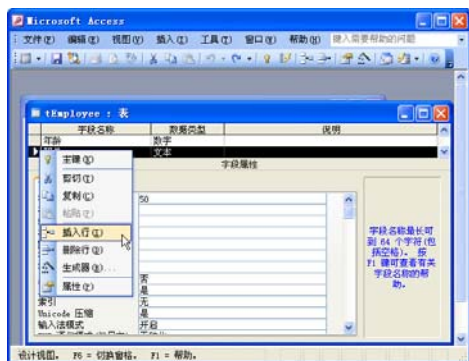 Microsoft Access
文件(F) 编辑(E) 视图(V) 插入(I) 工具(T) 窗口(W) 帮助(H) 键入需要帮助的问题
tEmployee : 表
字段名称 数据类型 说明
年龄 数字
文本
字段属性
主键(K)
剪切(T)
复制(C)
50
粘贴(P)
插入行(I)
删除行(D)
生成器(B)...
属性(P)
字段名称最长可
到 64 个字符(包
括空格)。 按
F1 键可查看有关
字段名称的帮
助。
否
是
索引 无
Unicode 压缩 是
输入法模式 开启
设计视图。 F6 = 切换窗格。 F1 = 帮助。